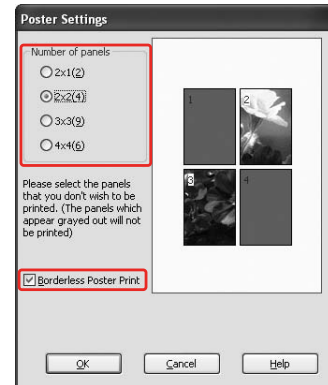 Poster Settings
Number of panels
2x1(2)
2x2(4)
3x3(9)
4x4(6)
1
2
3
4
Please select the panels
that you don't wish to be
printed. (The panels which
appear grayed out will not
be printed)
Borderless Poster Print
OK
Cancel
Help